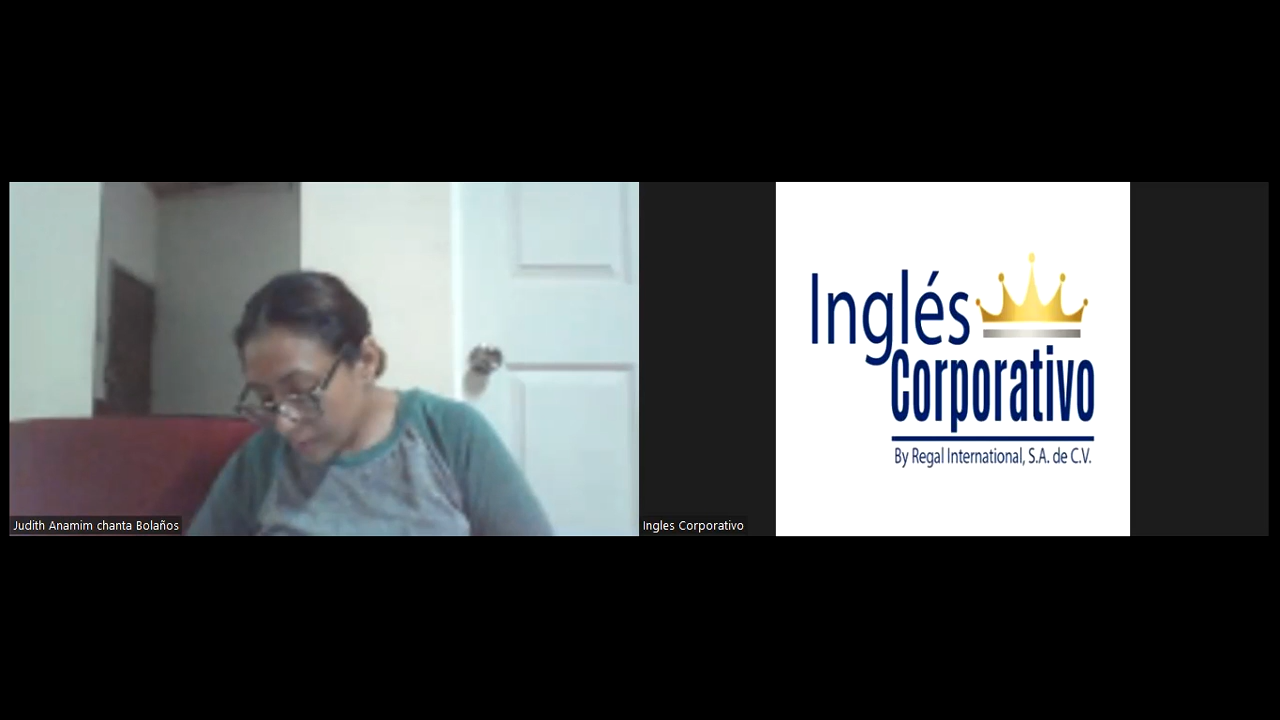 Inglés
Corporativo
By Regal International, S.A. de C.V.
Judith Anamim chanta Bolaños
Ingles Corporativo